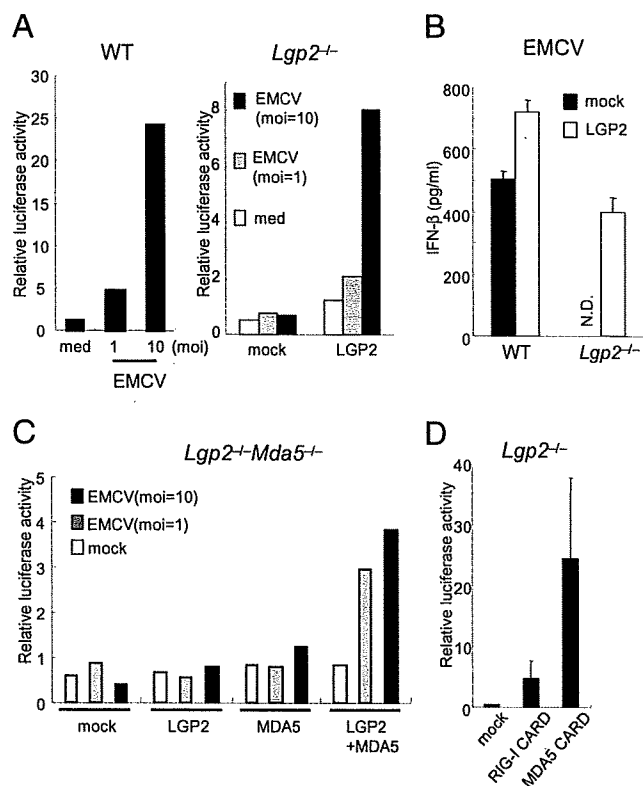 A
WT
Relative luciferase activity
30
25
20
15
10
5
0
med 1 10 (moi)
EMCV
Lgp2–/–
Relative luciferase activity
8
6
4
2
0
EMCV
(moi=10)
EMCV
(moi=1)
med
mock LGP2
B
EMCV
IFN-β (pg/ml)
800
600
400
200
0
mock
LGP2
N.D.
WT Lgp2–/–
C
Lgp2–/–Mda5–/–
Relative luciferase activity
5
4
3
2
1
0
EMCV(moi=10)
EMCV(moi=1)
mock
mock LGP2 MDA5 LGP2
+MDA5
D
Lgp2–/–
Relative luciferase activity
40
30
20
10
0
mock
RIG-I CARD
MDA5 CARD